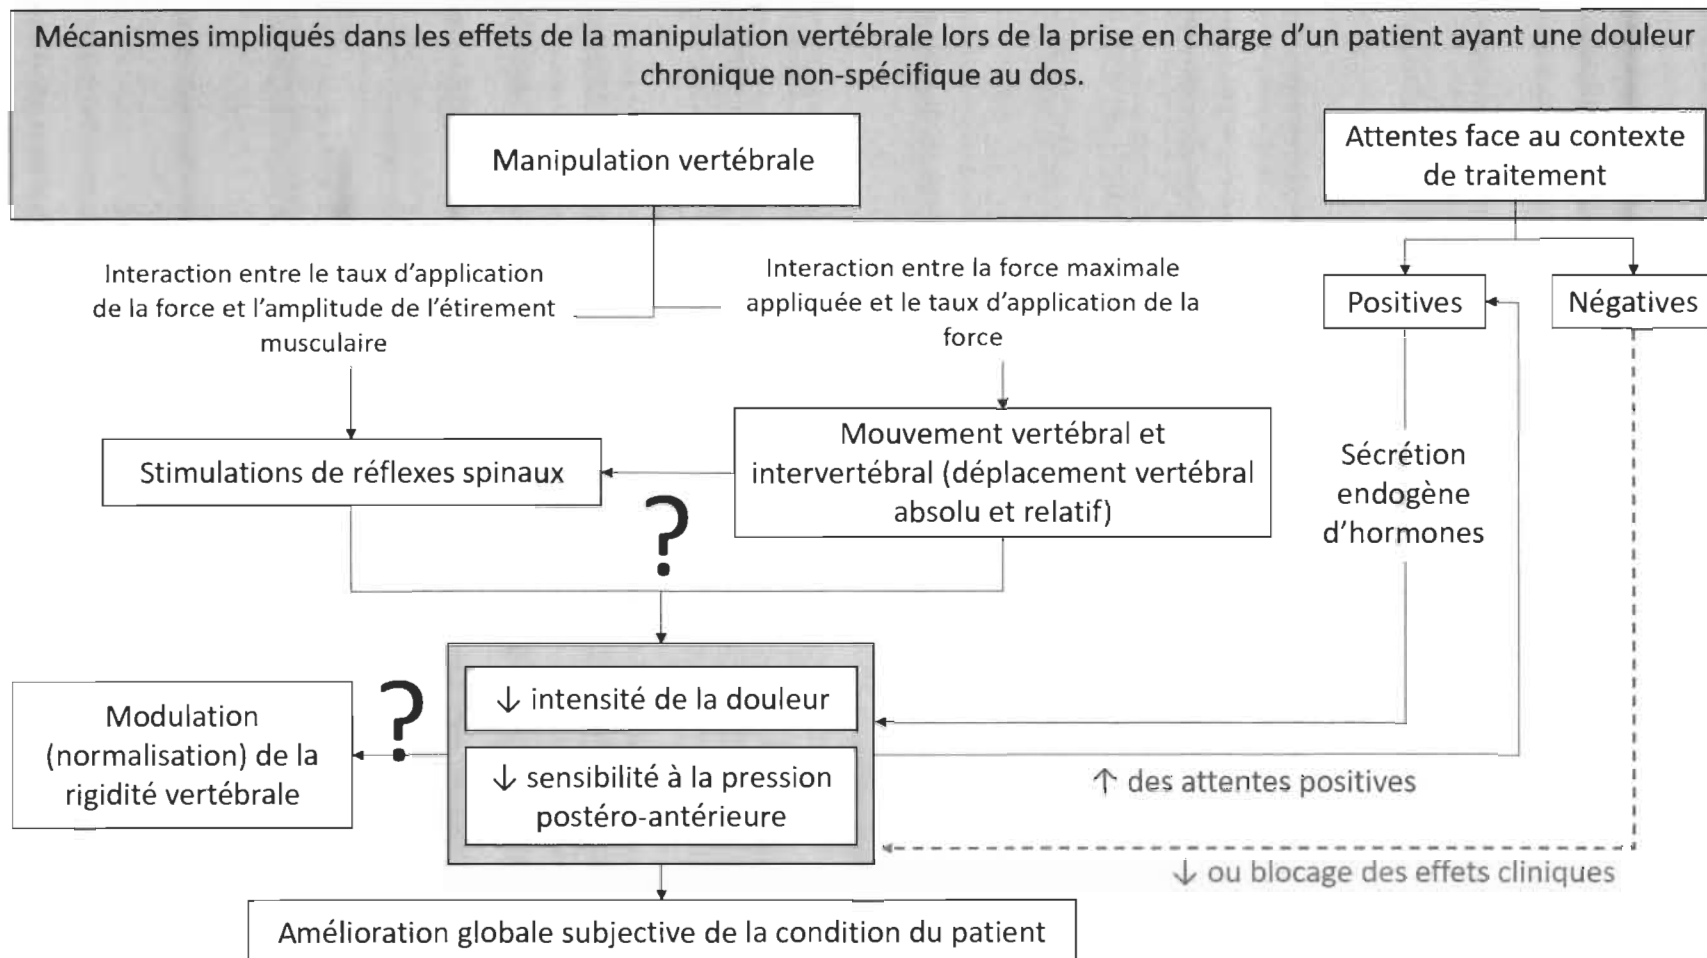 Mécanismes impliqués dans les effets de la manipulation vertébrale lors de la prise en charge d'un patient ayant une douleur
chronique non-spécifique au dos.
Manipulation vertébrale
Attentes face au contexte
de traitement
Interaction entre le taux d'application
de la force et l'amplitude de l'étirement
musculaire
Interaction entre la force maximale
appliquée et le taux d'application de la
force
Positives
Négatives
Stimulations de réflexes spinaux
Mouvement vertébral et
intervertébral (déplacement vertébral
absolu et relatif)
Sécrétion
endogène
d'hormones
?
↓ intensité de la douleur
↓ sensibilité à la pression
postéro-antérieure
?
Modulation
(normalisation) de la
rigidité vertébrale
↑ des attentes positives
↓ ou blocage des effets cliniques
Amélioration globale subjective de la condition du patient